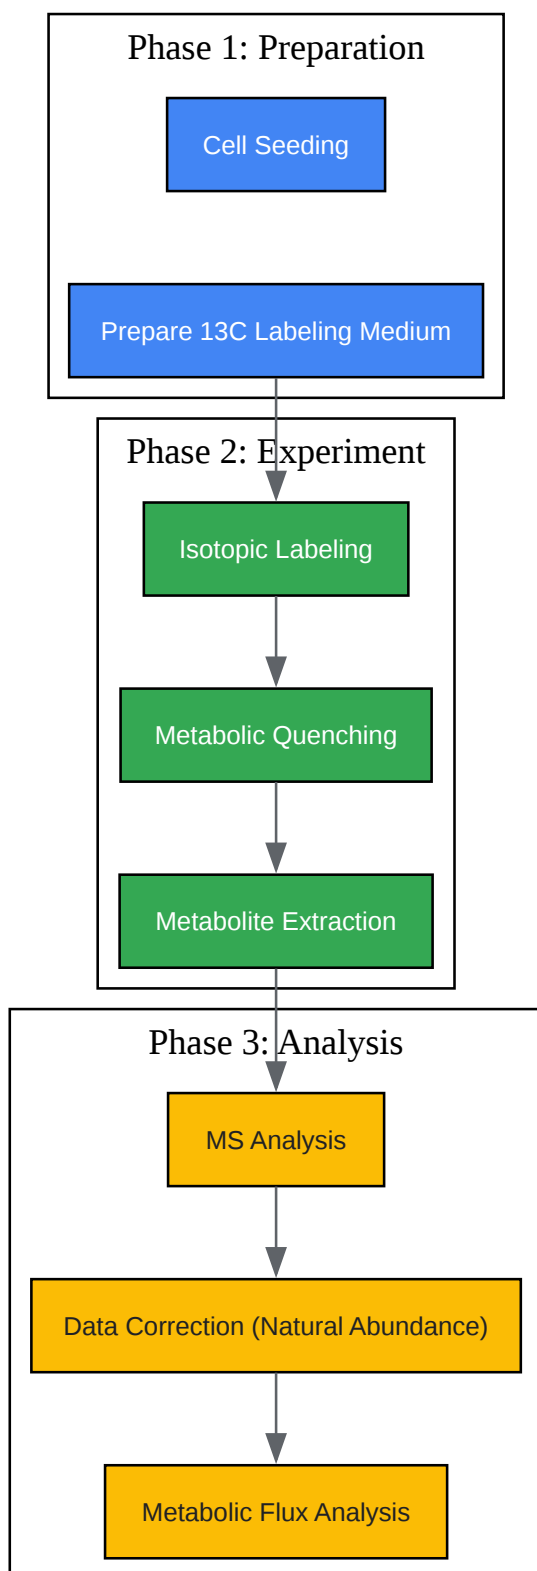 Phase 1: Preparation
Cell Seeding
Prepare 13C Labeling Medium
Phase 2: Experiment
Isotopic Labeling
Metabolic Quenching
Metabolite Extraction
Phase 3: Analysis
MS Analysis
Data Correction (Natural Abundance)
Metabolic Flux Analysis